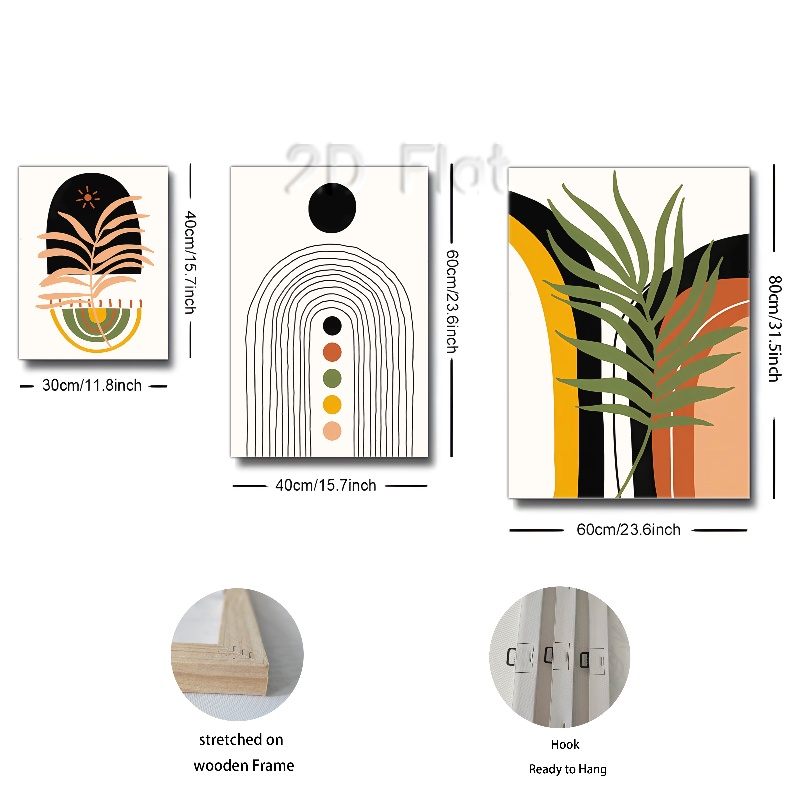 2D Flat
40cm/15.7inch
30cm/11.8inch
60cm/23.6inch
40cm/15.7inch
80cm/31.5inch
60cm/23.6inch
stretched on
wooden Frame
Hook
Ready to Hang